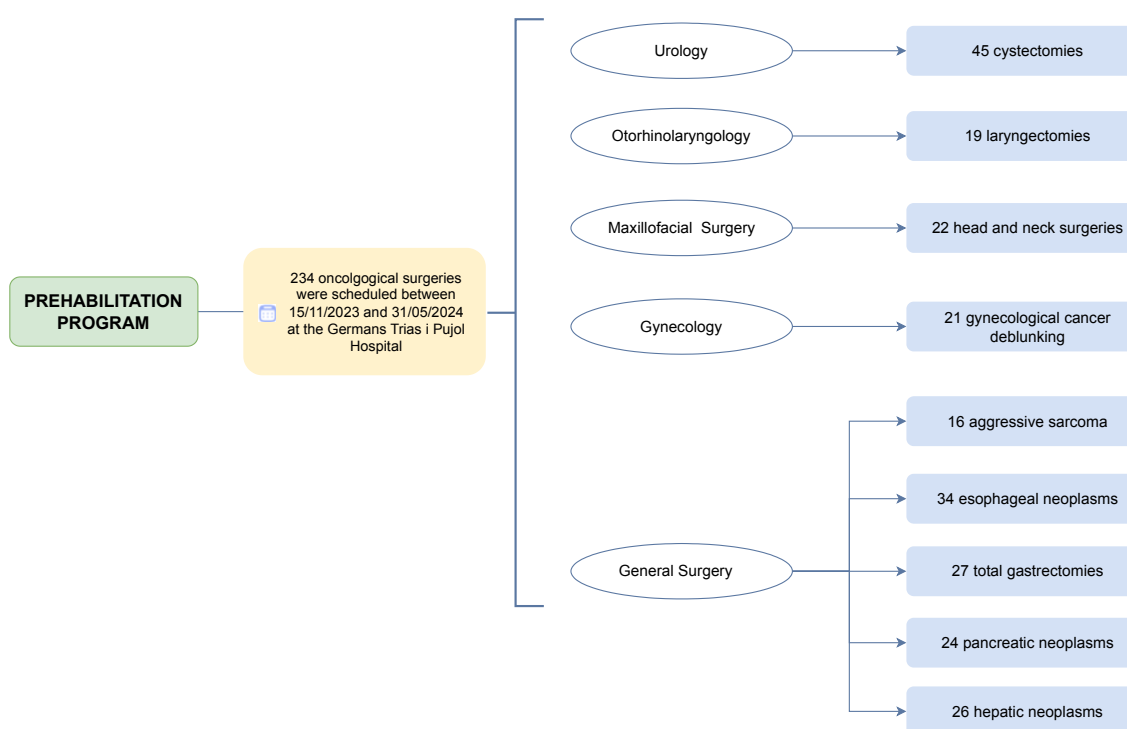 PREHABILITATION
PROGRAM
234 oncolgogical surgeries
were scheduled between
15/11/2023 and 31/05/2024
at the Germans Trias i Pujol
Hospital
Urology
45 cystectomies
Otorhinolaryngology
19 laryngectomies
Maxillofacial Surgery
22 head and neck surgeries
Gynecology
21 gynecological cancer
deblunking
General Surgery
16 aggressive sarcoma
34 esophageal neoplasms
27 total gastrectomies
24 pancreatic neoplasms
26 hepatic neoplasms